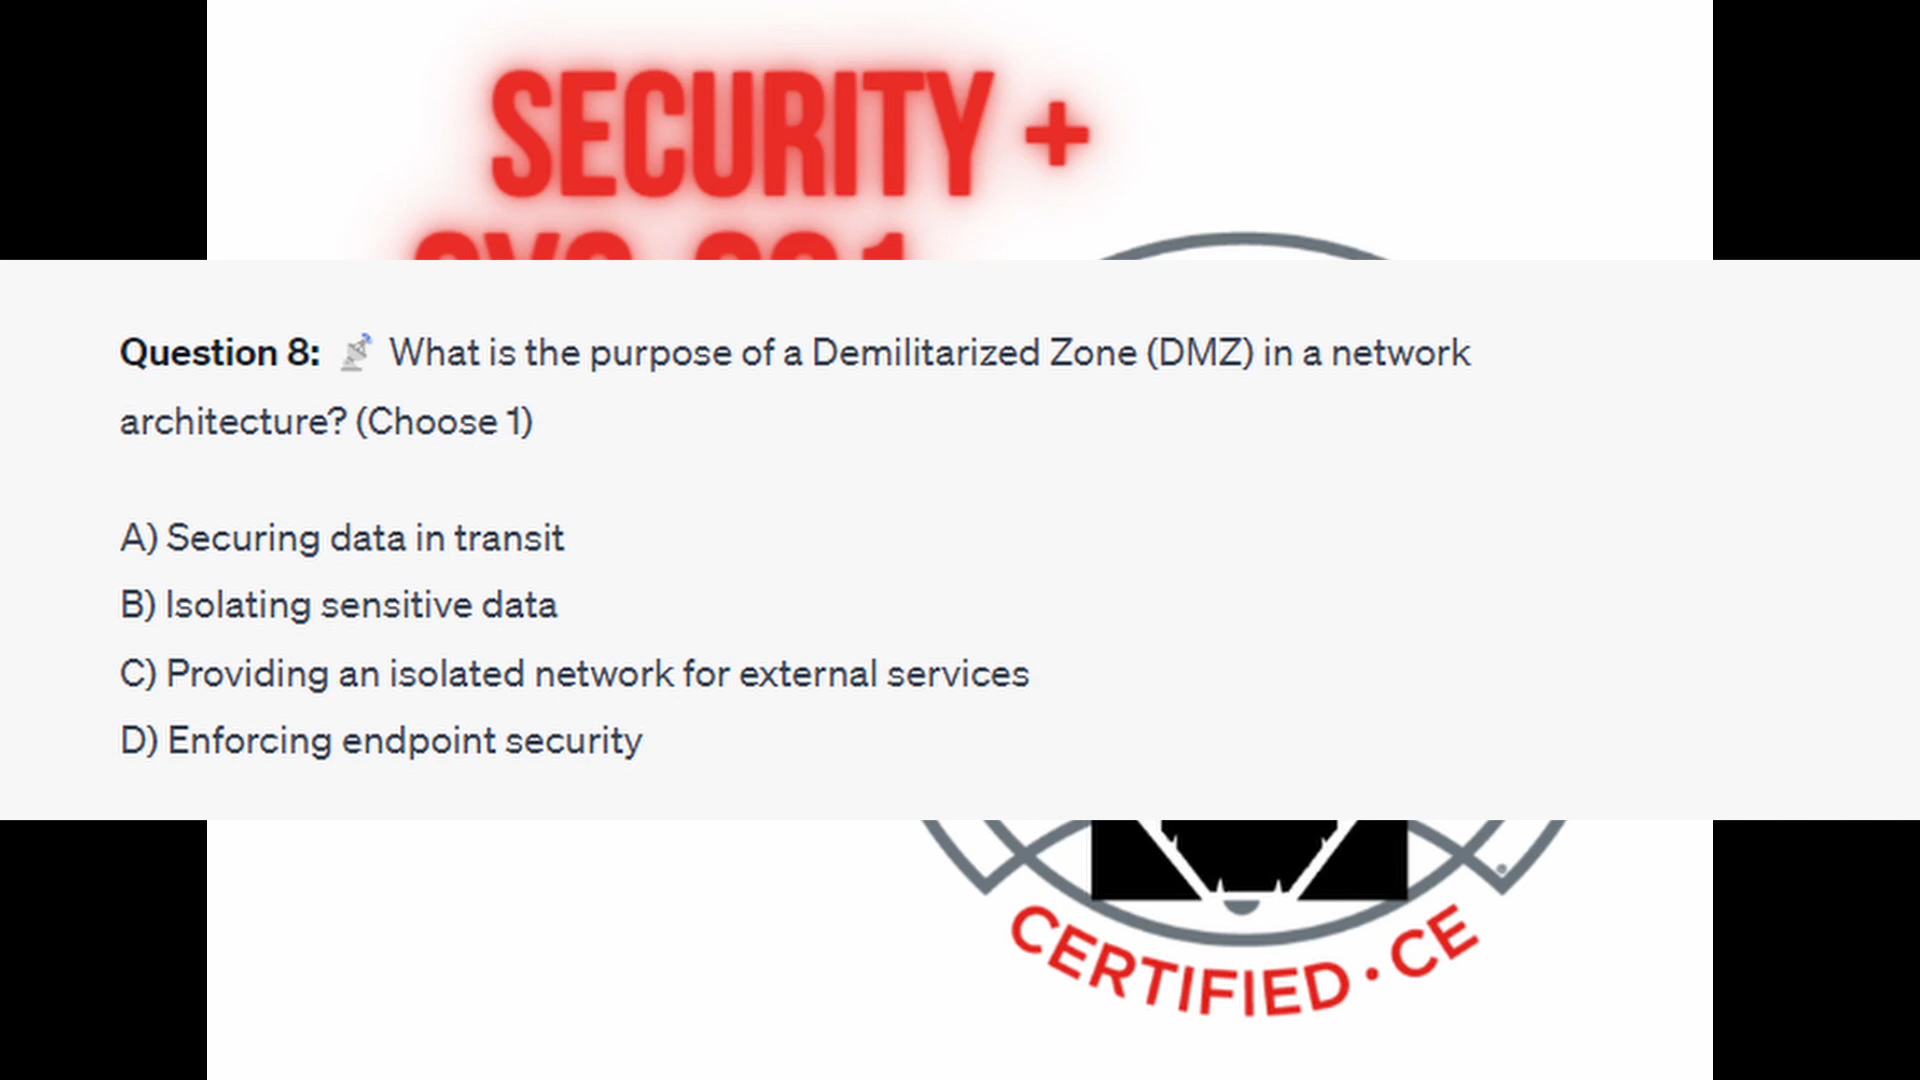 SECURITY +
Question 8: What is the purpose of a Demilitarized Zone (DMZ) in a network
architecture? (Choose 1)
A) Securing data in transit
B) Isolating sensitive data
C) Providing an isolated network for external services
D) Enforcing endpoint security
CERTIFIED • CE